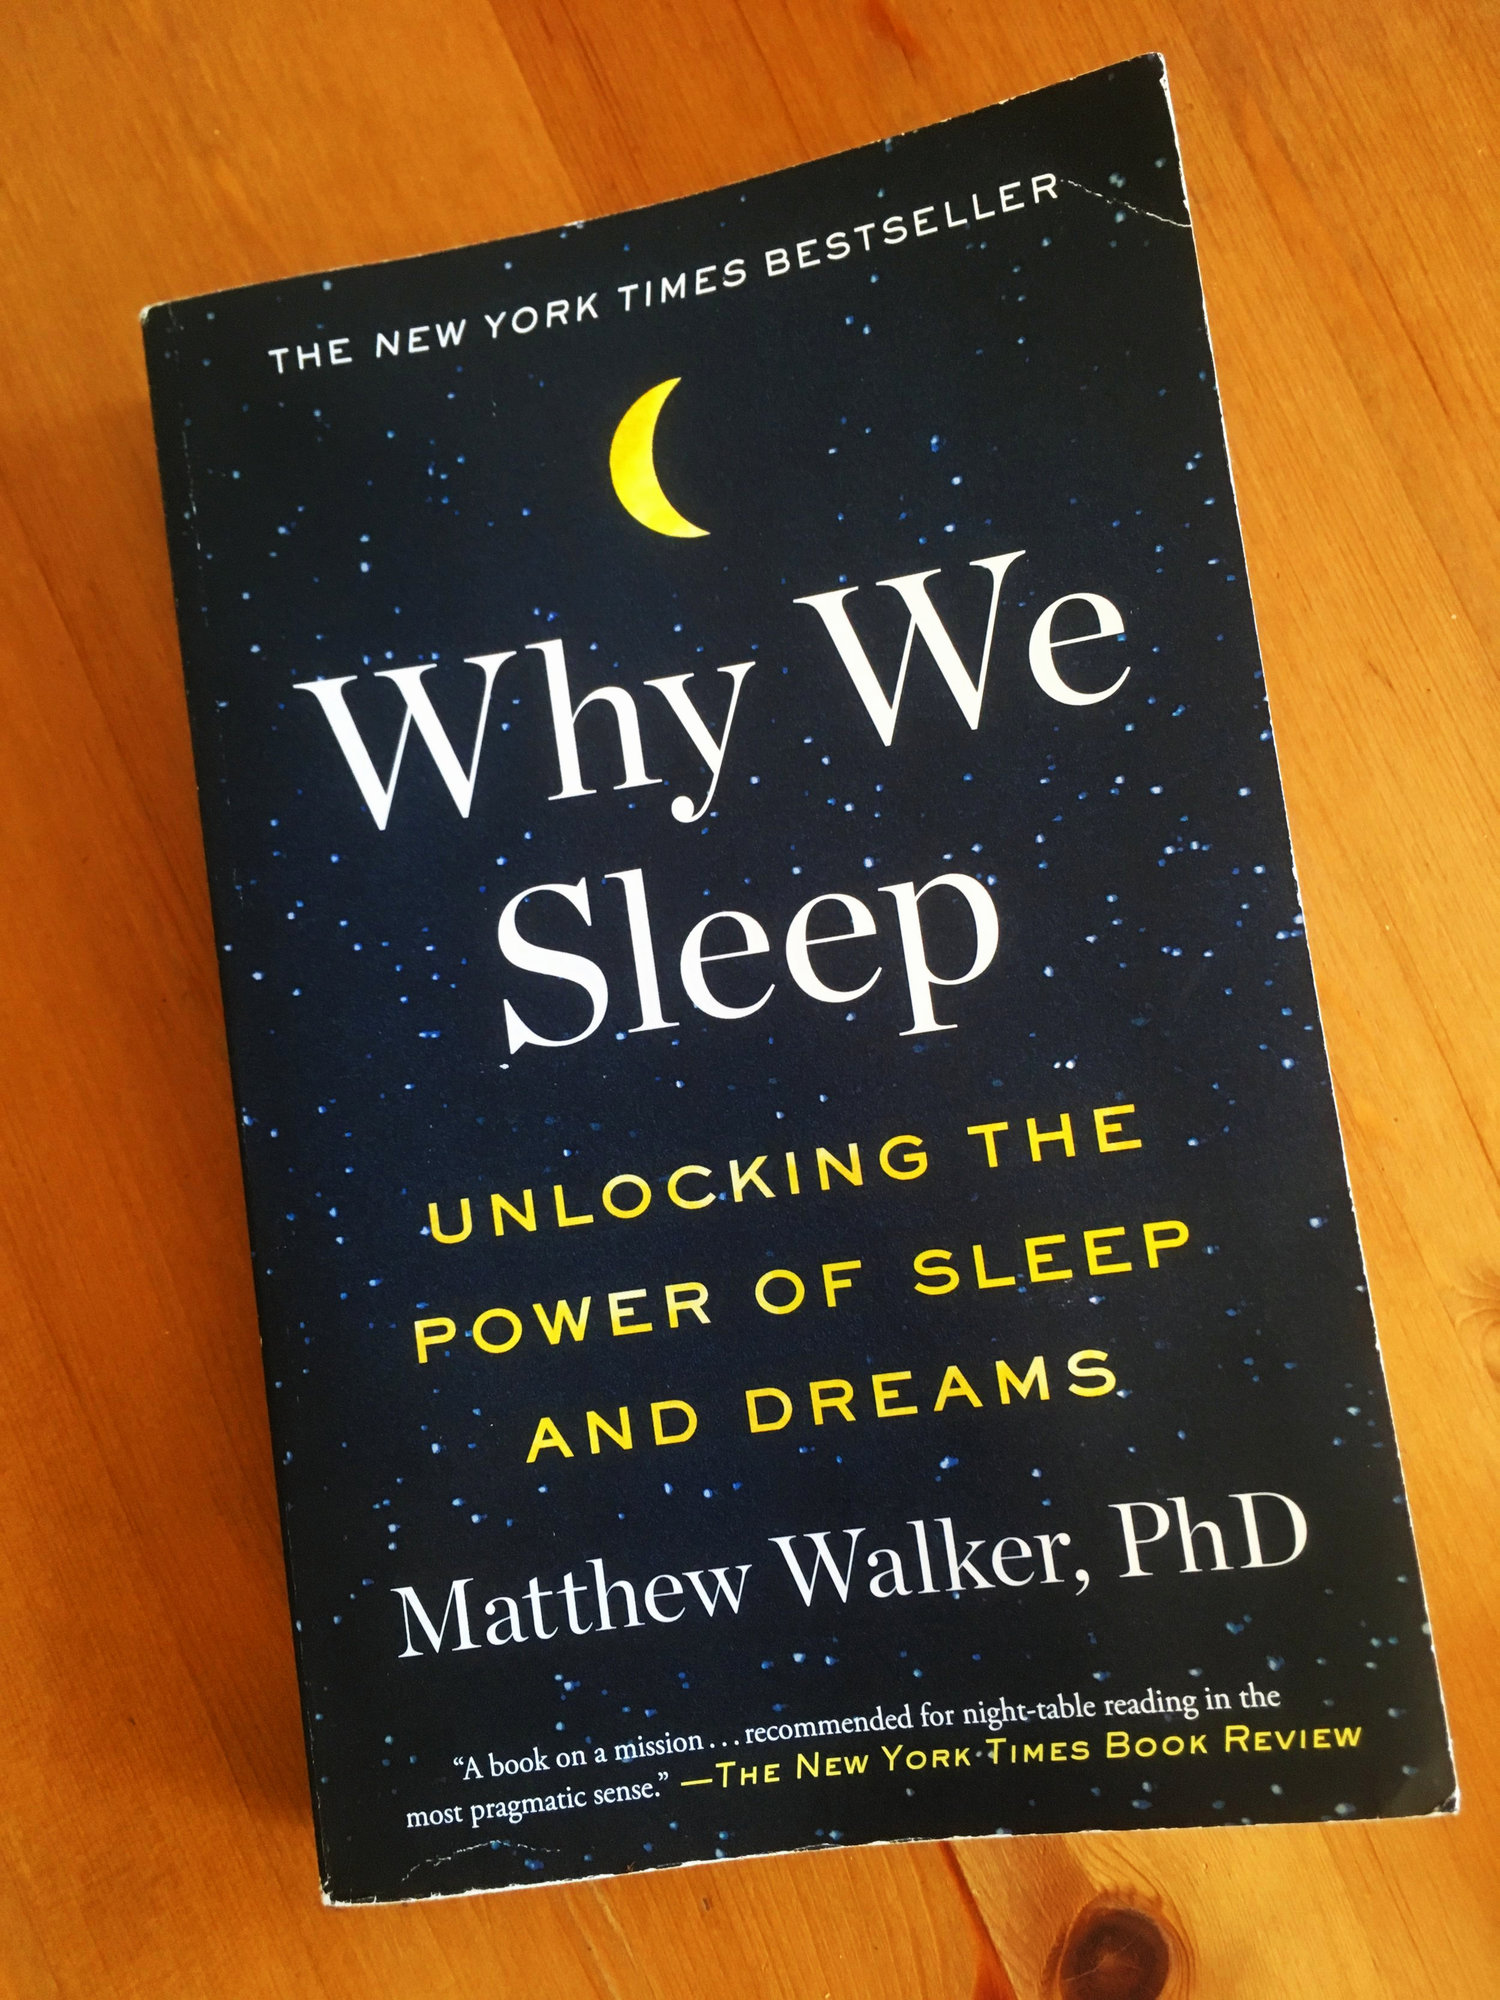 THE NEW YORK TIMES BESTSELLER
Why We
Sleep
UNLOCKING THE
POWER OF SLEEP
AND DREAMS
Matthew Walker, PhD
“A book on a mission . . . recommended for night-table reading in the
most pragmatic sense.” —THE NEW YORK TIMES BOOK REVIEW